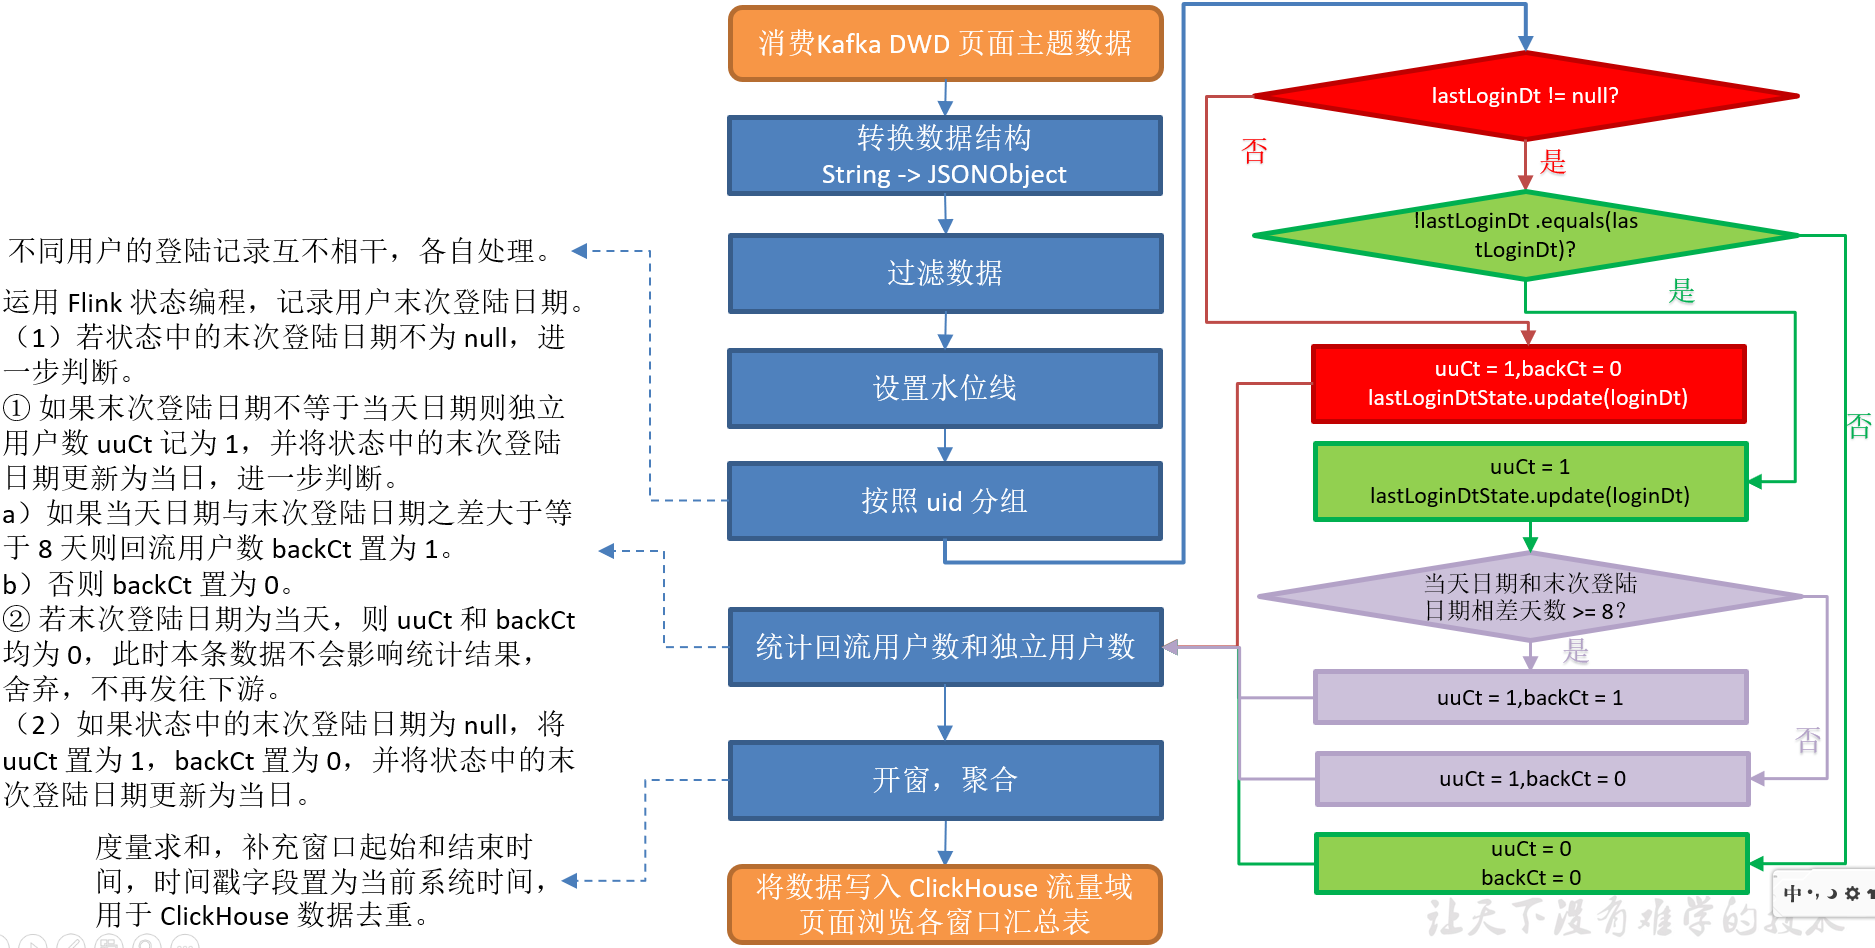 消费Kafka DWD 页面主题数据
转换数据结构
String -> JSONObject
过滤数据
设置水位线
按照 uid 分组
统计回流用户数和独立用户数
开窗，聚合
将数据写入 ClickHouse 流量域
页面浏览各窗口汇总表
不同用户的登陆记录互不相干，各自处理。
运用 Flink 状态编程，记录用户末次登陆日期。
（1）若状态中的末次登陆日期不为 null，进
一步判断。
① 如果末次登陆日期不等于当天日期则独立
用户数 uuCt 记为 1，并将状态中的末次登陆
日期更新为当日，进一步判断。
a）如果当天日期与末次登陆日期之差大于等
于 8 天则回流用户数 backCt 置为 1。
b）否则 backCt 置为 0。
② 若末次登陆日期为当天，则 uuCt 和 backCt
均为 0，此时本条数据不会影响统计结果，
舍弃，不再发往下游。
（2）如果状态中的末次登陆日期为 null，将
uuCt 置为 1，backCt 置为 0，并将状态中的末
次登陆日期更新为当日。
度量求和，补充窗口起始和结束时
间，时间戳字段置为当前系统时间，
用于 ClickHouse 数据去重。
lastLoginDt != null?
否
是
!lastLoginDt .equals(las
tLoginDt)?
是
否
uuCt = 1,backCt = 0
lastLoginDtState.update(loginDt)
uuCt = 1
lastLoginDtState.update(loginDt)
当天日期和末次登陆
日期相差天数 >= 8？
是
否
uuCt = 1,backCt = 1
uuCt = 1,backCt = 0
uuCt = 0
backCt = 0
中
让天下没有难学的技术